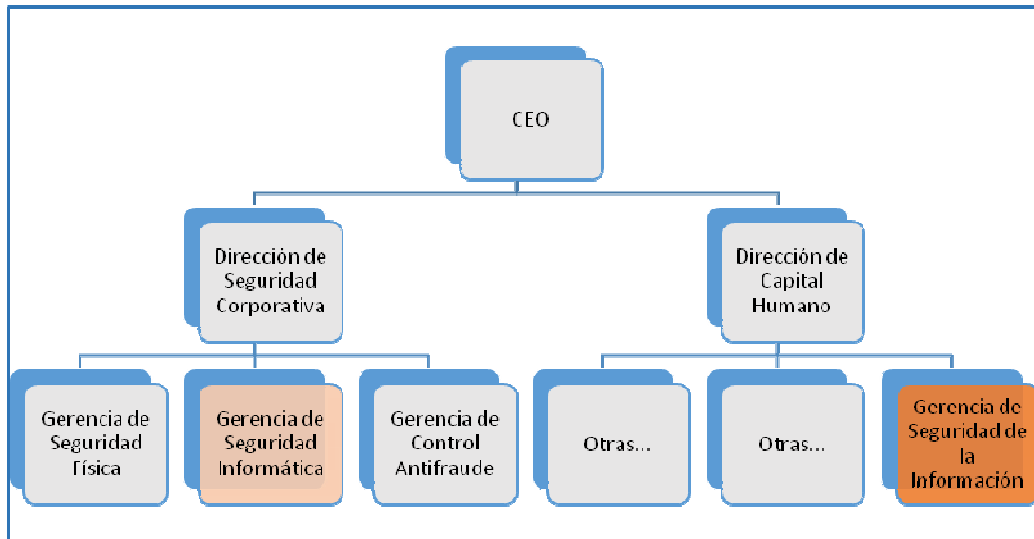 CEO
Dirección de
Seguridad
Corporativa
Dirección de
Capital
Humano
Gerencia de
Seguridad
Física
Gerencia de
Seguridad
Informática
Gerencia de
Control
Antifraude
Otras...
Otras...
Gerencia de
Seguridad de
la
Información